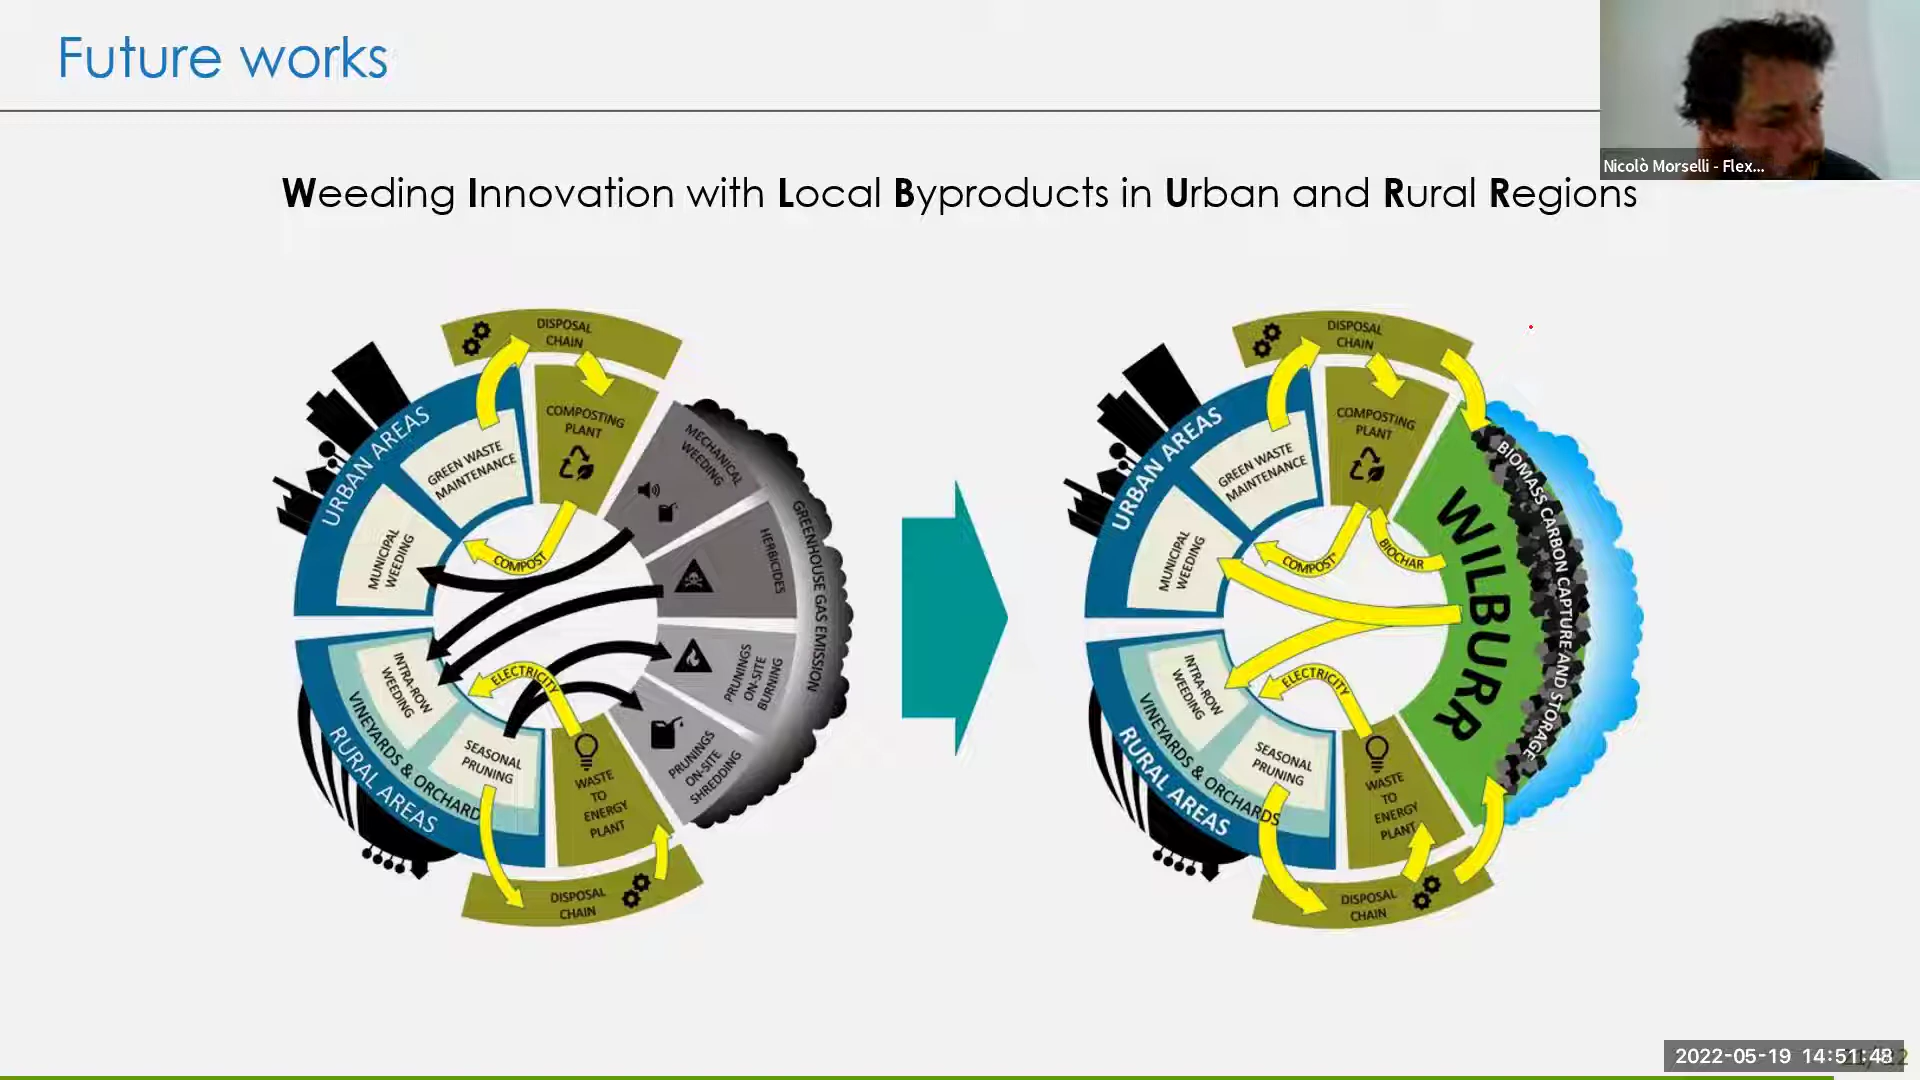 Future works
Nicolò Morselli - Flex...
Weeding Innovation with Local Byproducts in Urban and Rural Regions
DISPOSAL
CHAIN
COMPOSTING
PLANT
URBAN AREAS
GREEN WASTE
MAINTENANCE
MUNICIPAL
WEEDING
COMPOST
MECHANICAL
WEEDING
HERBICIDES
GREENHOUSE GAS EMISSION
PRUNINGS
ON-SITE
BURNING
PRUNINGS
ON-SITE
SHREDDING
ELECTRICITY
INTRA-ROW
WEEDING
SEASONAL
PRUNING
VINEYARDS & ORCHARD
RURAL AREAS
WASTE
TO
ENERGY
PLANT
DISPOSAL
CHAIN
DISPOSAL
CHAIN
COMPOSTING
PLANT
URBAN AREAS
GREEN WASTE
MAINTENANCE
MUNICIPAL
WEEDING
COMPOST⁺
BIOCHAR
WILBURR
BIOMASS CARBON CAPTURE AND STORAGE
ELECTRICITY
INTRA-ROW
WEEDING
SEASONAL
PRUNING
VINEYARDS & ORCHARDS
RURAL AREAS
WASTE
TO
ENERGY
PLANT
DISPOSAL
CHAIN
2022-05-19 14:51:48